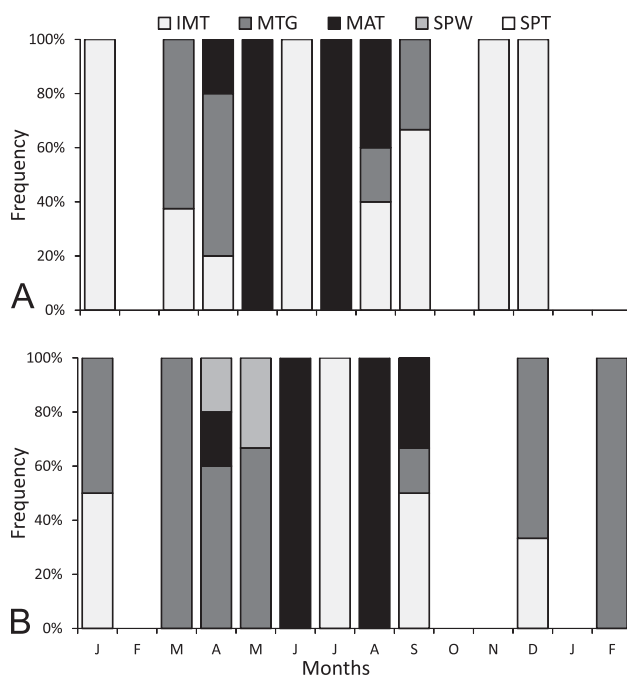 IMT MTG MAT SPW SPT
100%
80%
60%
40%
20%
0%
Frequency
A
100%
80%
60%
40%
20%
0%
Frequency
B
J F M A M J J A S O N D J F
Months